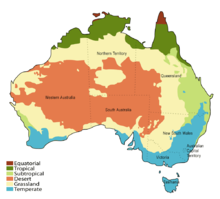 Northern Territory
Queensland
Western Australia
South Australia
New South Wales
Australian
Capital
Territory
Victoria
Tasmania
Equatorial
Tropical
Subtropical
Desert
Grassland
Temperate